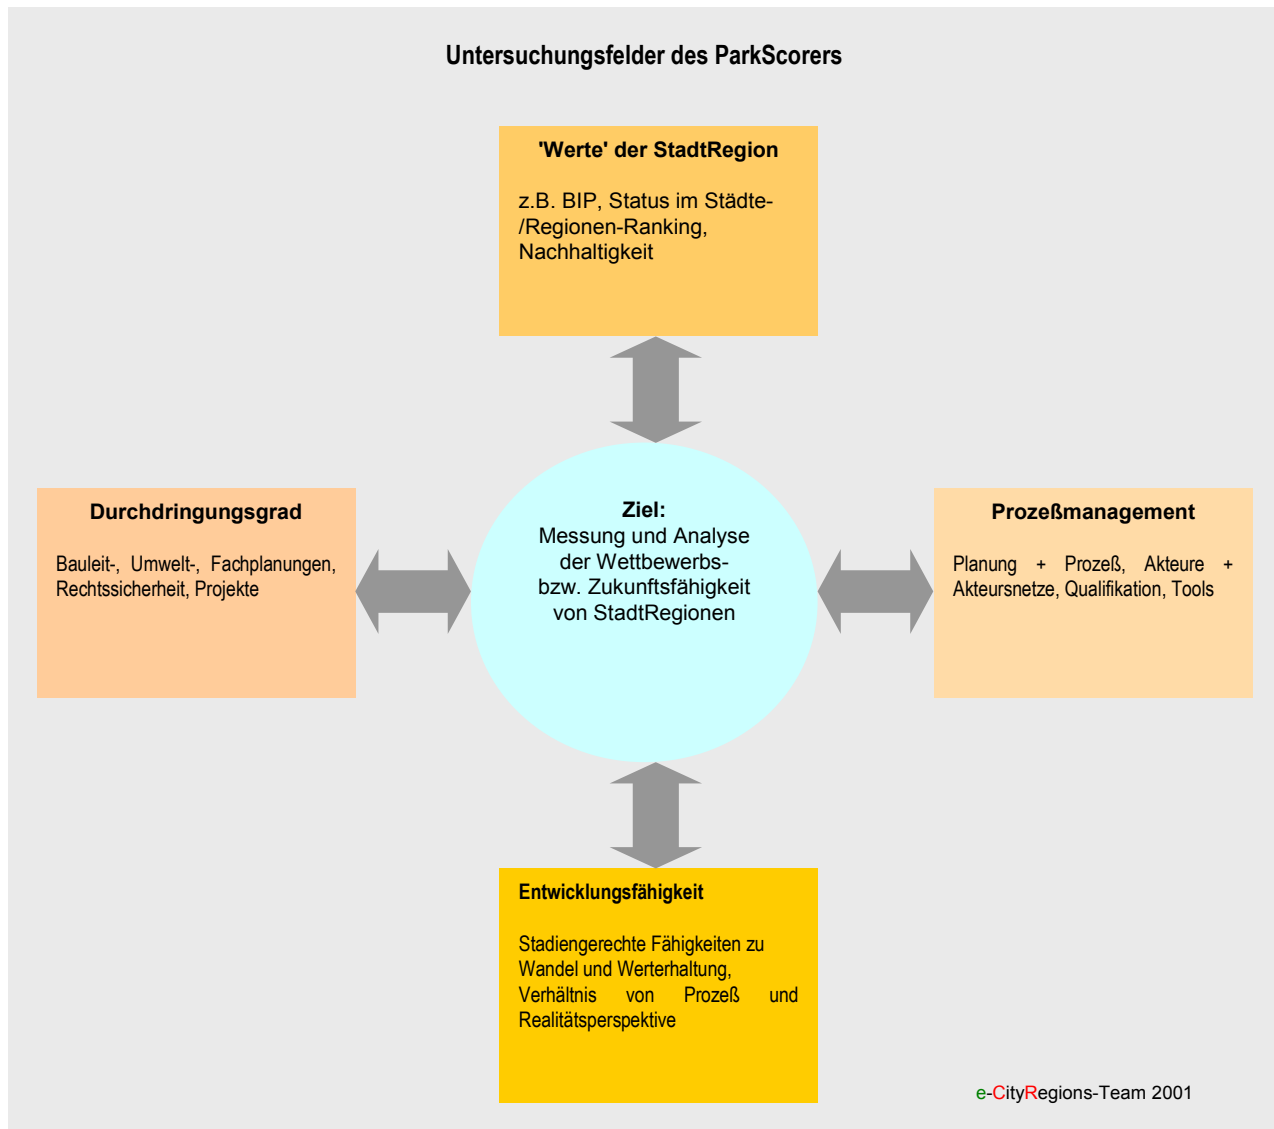 Untersuchungsfelder des ParkScorers
'Werte' der StadtRegion
z.B. BIP, Status im Städte-
/Regionen-Ranking,
Nachhaltigkeit
Durchdringungsgrad
Bauleit-, Umwelt-, Fachplanungen,
Rechtssicherheit, Projekte
Ziel:
Messung und Analyse
der Wettbewerbs-
bzw. Zukunftsfähigkeit
von StadtRegionen
Prozeßmanagement
Planung + Prozeß, Akteure +
Akteursnetze, Qualifikation, Tools
Entwicklungsfähigkeit
Stadiengerechte Fähigkeiten zu
Wandel und Werterhaltung,
Verhältnis von Prozeß und
Realitätsperspektive
e-CityRegions-Team 2001